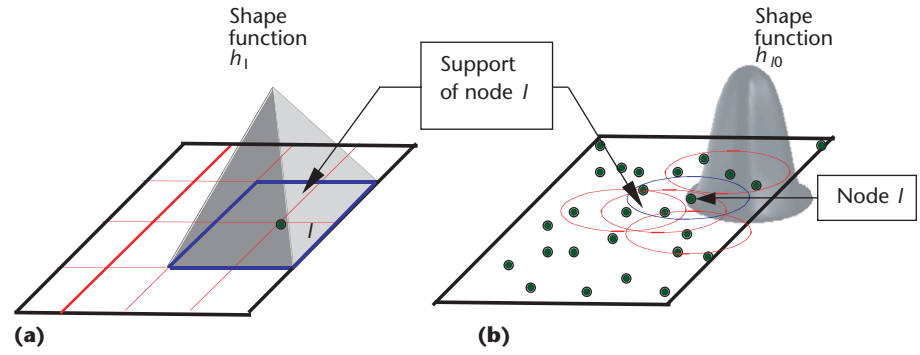 Shape
function
h_I
Support
of node I
Shape
function
h_I0
Node I
I
(a)
(b)